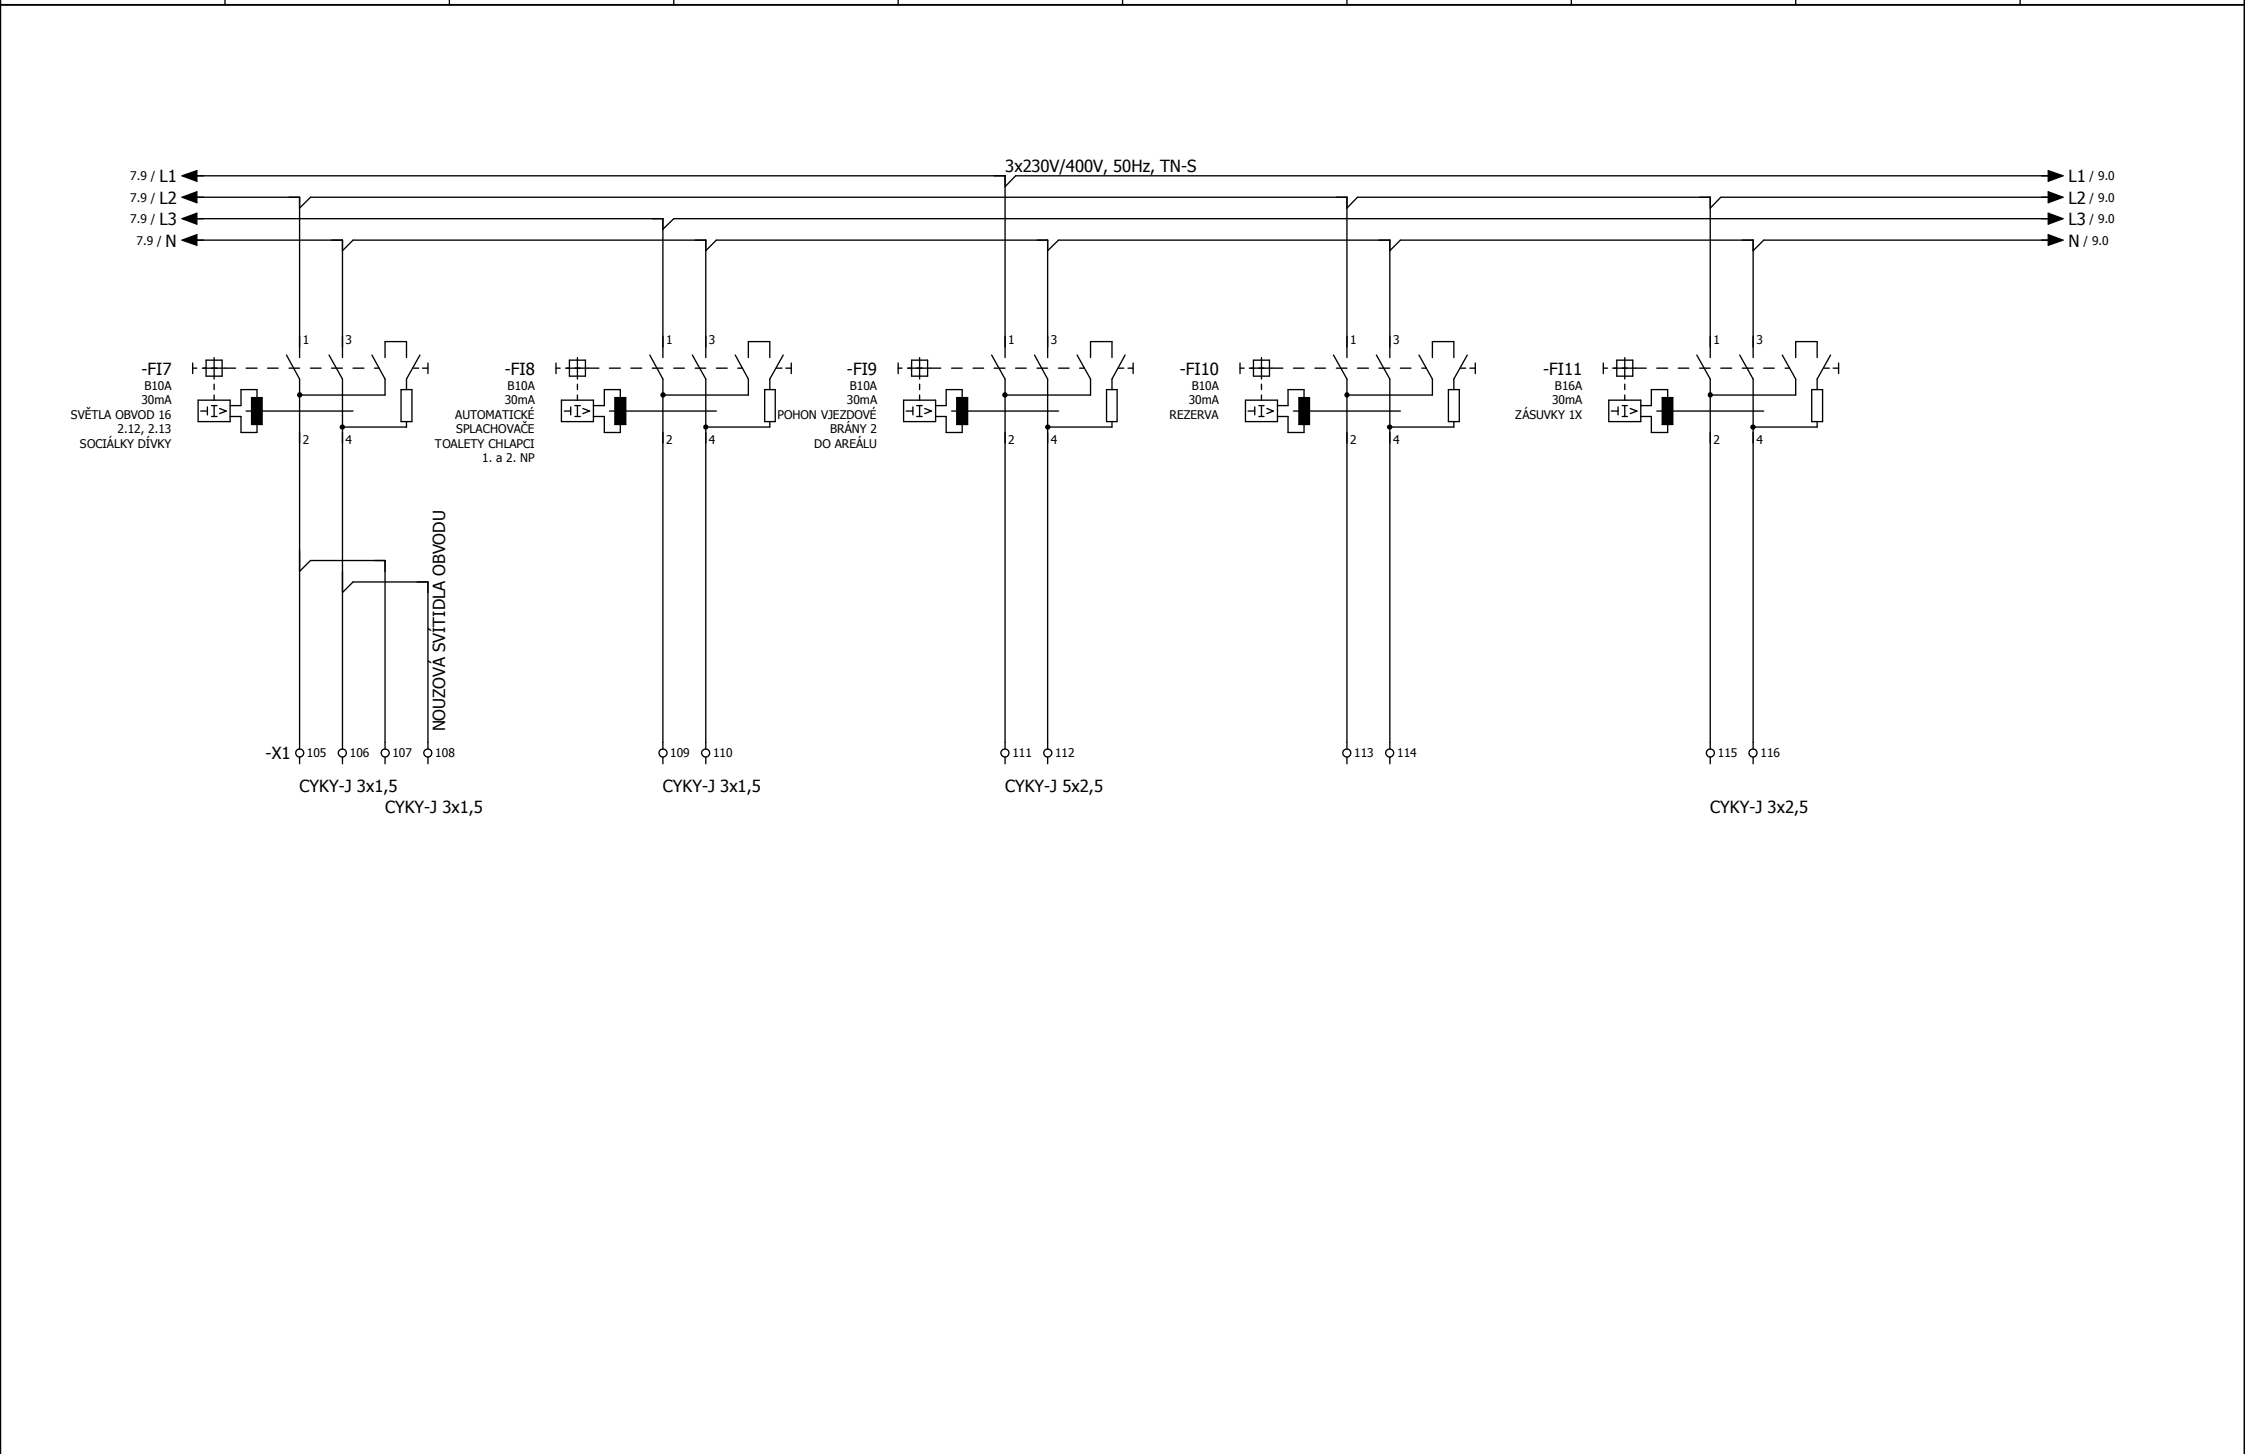 3x230V/400V, 50Hz, TN-S
7.9 / L1
L1 / 9.0
7.9 / L2
L2 / 9.0
7.9 / L3
L3 / 9.0
7.9 / N
N / 9.0
-FI7
B10A
30mA
SVĚTLA OBVOD 16
2.12, 2.13
SOCIÁLKY DÍVKY
1
3
2
4
-FI8
B10A
30mA
AUTOMATICKÉ
SPLACHOVAČE
TOALETY CHLAPCI
1. a 2. NP
1
3
2
4
-FI9
B10A
30mA
POHON VJEZDOVÉ
BRÁNY 2
DO AREÁLU
1
3
2
4
-FI10
B10A
30mA
REZERVA
1
3
2
4
-FI11
B16A
30mA
ZÁSUVKY 1X
1
3
2
4
-I>
-I>
-I>
-I>
-I>
NOUZOVÁ SVÍTIDLA OBVODU
-X1 105 106 107 108 109 110 111 112 113 114 115 116
CYKY-J 3x1,5
CYKY-J 3x1,5
CYKY-J 3x1,5
CYKY-J 5x2,5
CYKY-J 3x2,5